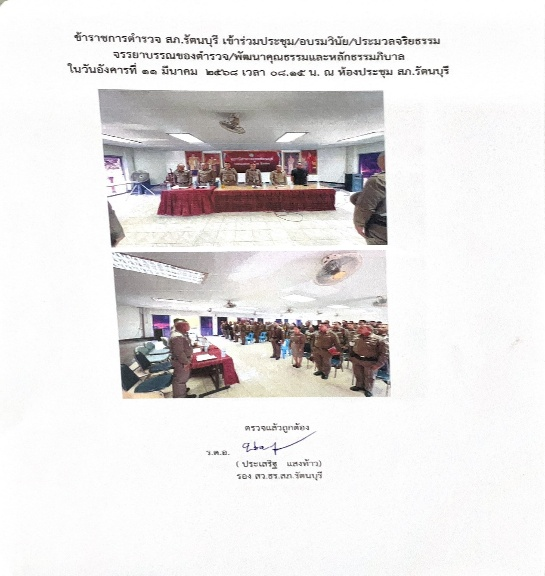 ข้าราชการตำรวจ สภ.รัตนบุรี เข้าร่วมประชุม/อบรมวินัย/ประมวลจริยธรรม
จรรยาบรรณของตำรวจ/พัฒนาคุณธรรมและหลักธรรมาภิบาล
ในวันอังคารที่ ๑๑ มีนาคม ๒๕๖๘ เวลา ๐๘.๑๕ น. ณ ห้องประชุม สภ.รัตนบุรี
ตรวจแล้วถูกต้อง
ร.ต.อ.
( ประเสริฐ แสงท้าว)
รอง สว.ธร.สภ.รัตนบุรี